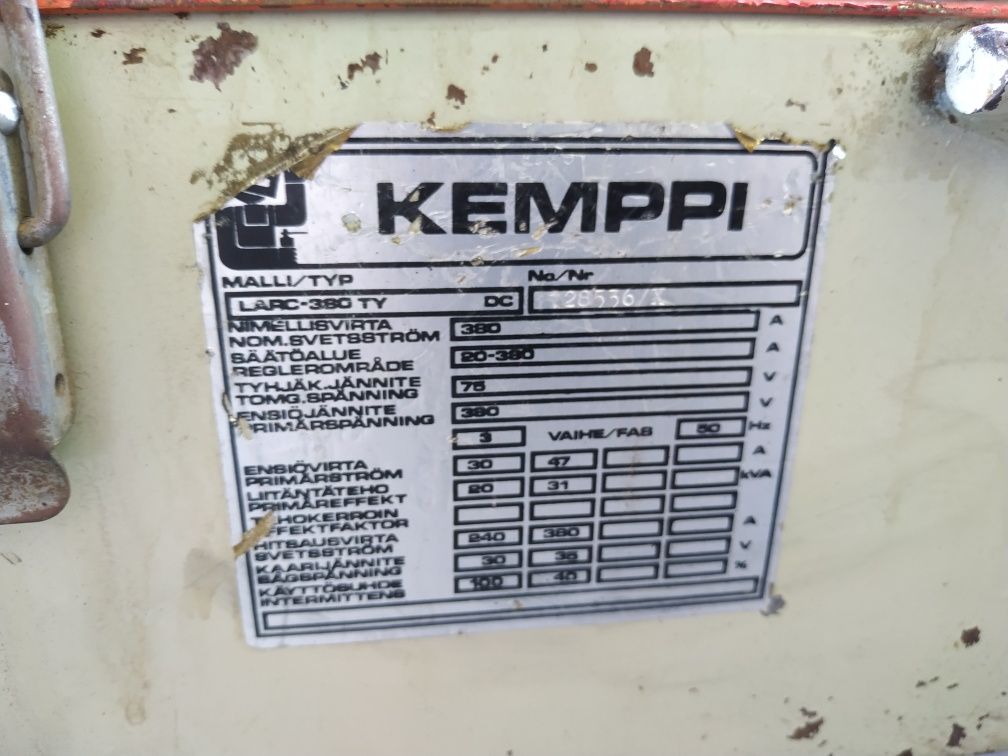 KEMPPI
MALLI/TYP No/Nr
LARC-380 TY DC 28536/X
NIMELLISVIRTA
NOM.SVETSSTRÖM 380 A
SÄÄTÖALUE
REGLEROMRÅDE 20-380 A
TYHJÄK.JÄNNITE
TOMG.SPÄNNING 75 V
ENSIÖJÄNNITE
PRIMÄRSPÄNNING 380 V
3 VAIHE/FAS 50 Hz
ENSIÖVIRTA
PRIMÄRSTRÖM 30 47 A
LIITÄNTÄTEHO
PRIMÄREFFEKT 20 31 kVA
TEHOKERROIN
EFFEKTFAKTOR
HITSAUSVIRTA
SVETSSTRÖM 240 380 A
KAARIJÄNNITE
BÅGSPÄNNING 30 35 V
KÄYTTÖSUHDE
INTERMITTENS 100 40 %